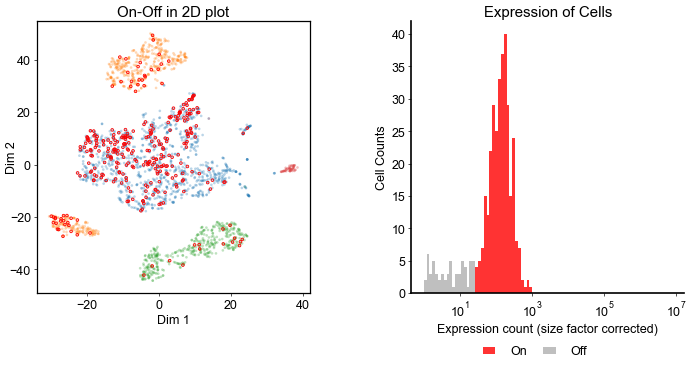 On-Off in 2D plot
40
20
0
−20
−40
Dim 2
−20
0
20
40
Dim 1
Expression of Cells
40
35
30
25
20
15
10
5
0
Cell Counts
10^1
10^3
10^5
10^7
Expression count (size factor corrected)
On
Off